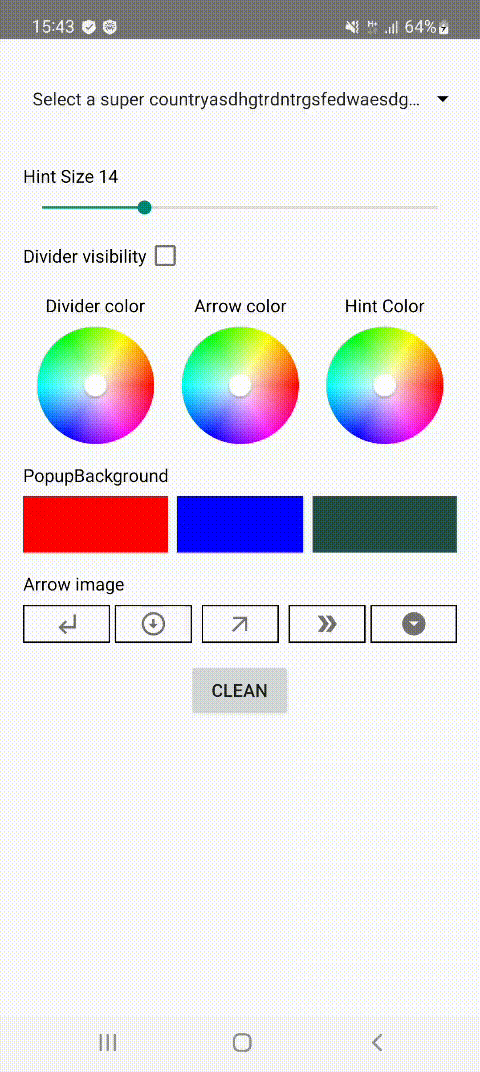 15:43
64%
Select a super countryasdhgtrdntrgsfedwaesdg...
Hint Size 14
Divider visibility
Divider color Arrow color Hint Color
PopupBackground
Arrow image
CLEAN